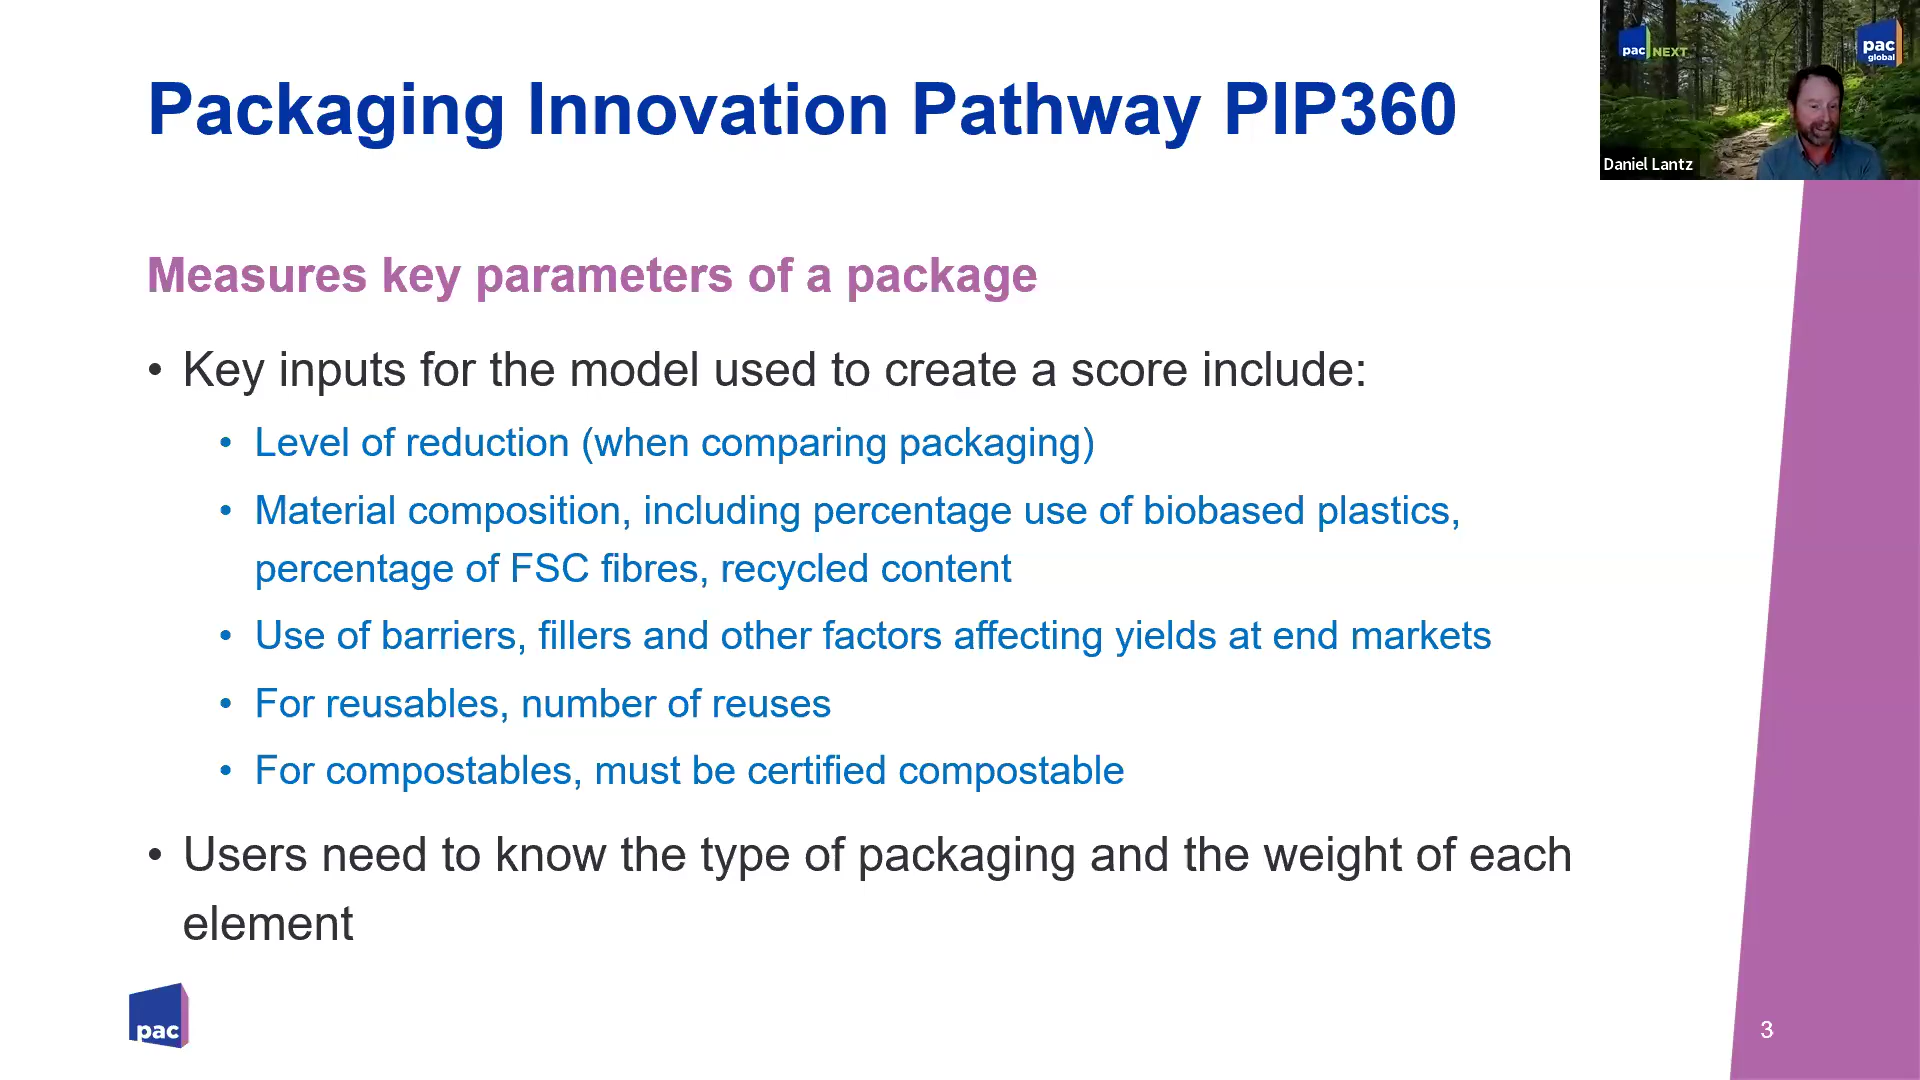 Packaging Innovation Pathway PIP360
pac NEXT
pac
global
Daniel Lantz
Measures key parameters of a package
• Key inputs for the model used to create a score include:
• Level of reduction (when comparing packaging)
• Material composition, including percentage use of biobased plastics,
percentage of FSC fibres, recycled content
• Use of barriers, fillers and other factors affecting yields at end markets
• For reusables, number of reuses
• For compostables, must be certified compostable
• Users need to know the type of packaging and the weight of each
element
pac
3